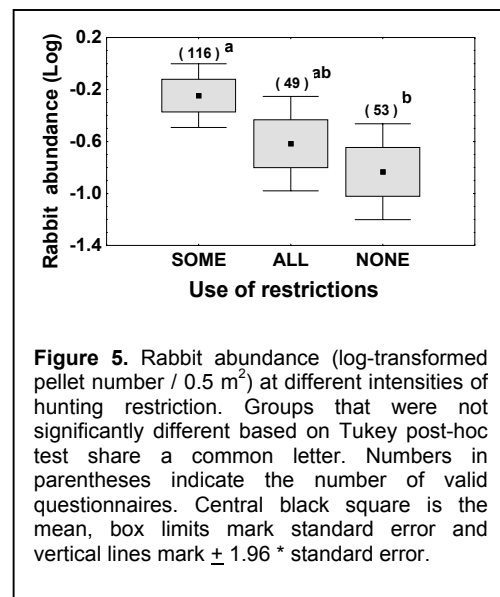 Rabbit abundance (Log)
0.2
-0.2
-0.6
-1.0
-1.4
( 116 ) a
( 49 ) ab
( 53 ) b
SOME ALL NONE
Use of restrictions
Figure 5. Rabbit abundance (log-transformed
pellet number / 0.5 m²) at different intensities of
hunting restriction. Groups that were not
significantly different based on Tukey post-hoc
test share a common letter. Numbers in
parentheses indicate the number of valid
questionnaires. Central black square is the
mean, box limits mark standard error and
vertical lines mark ± 1.96 * standard error.